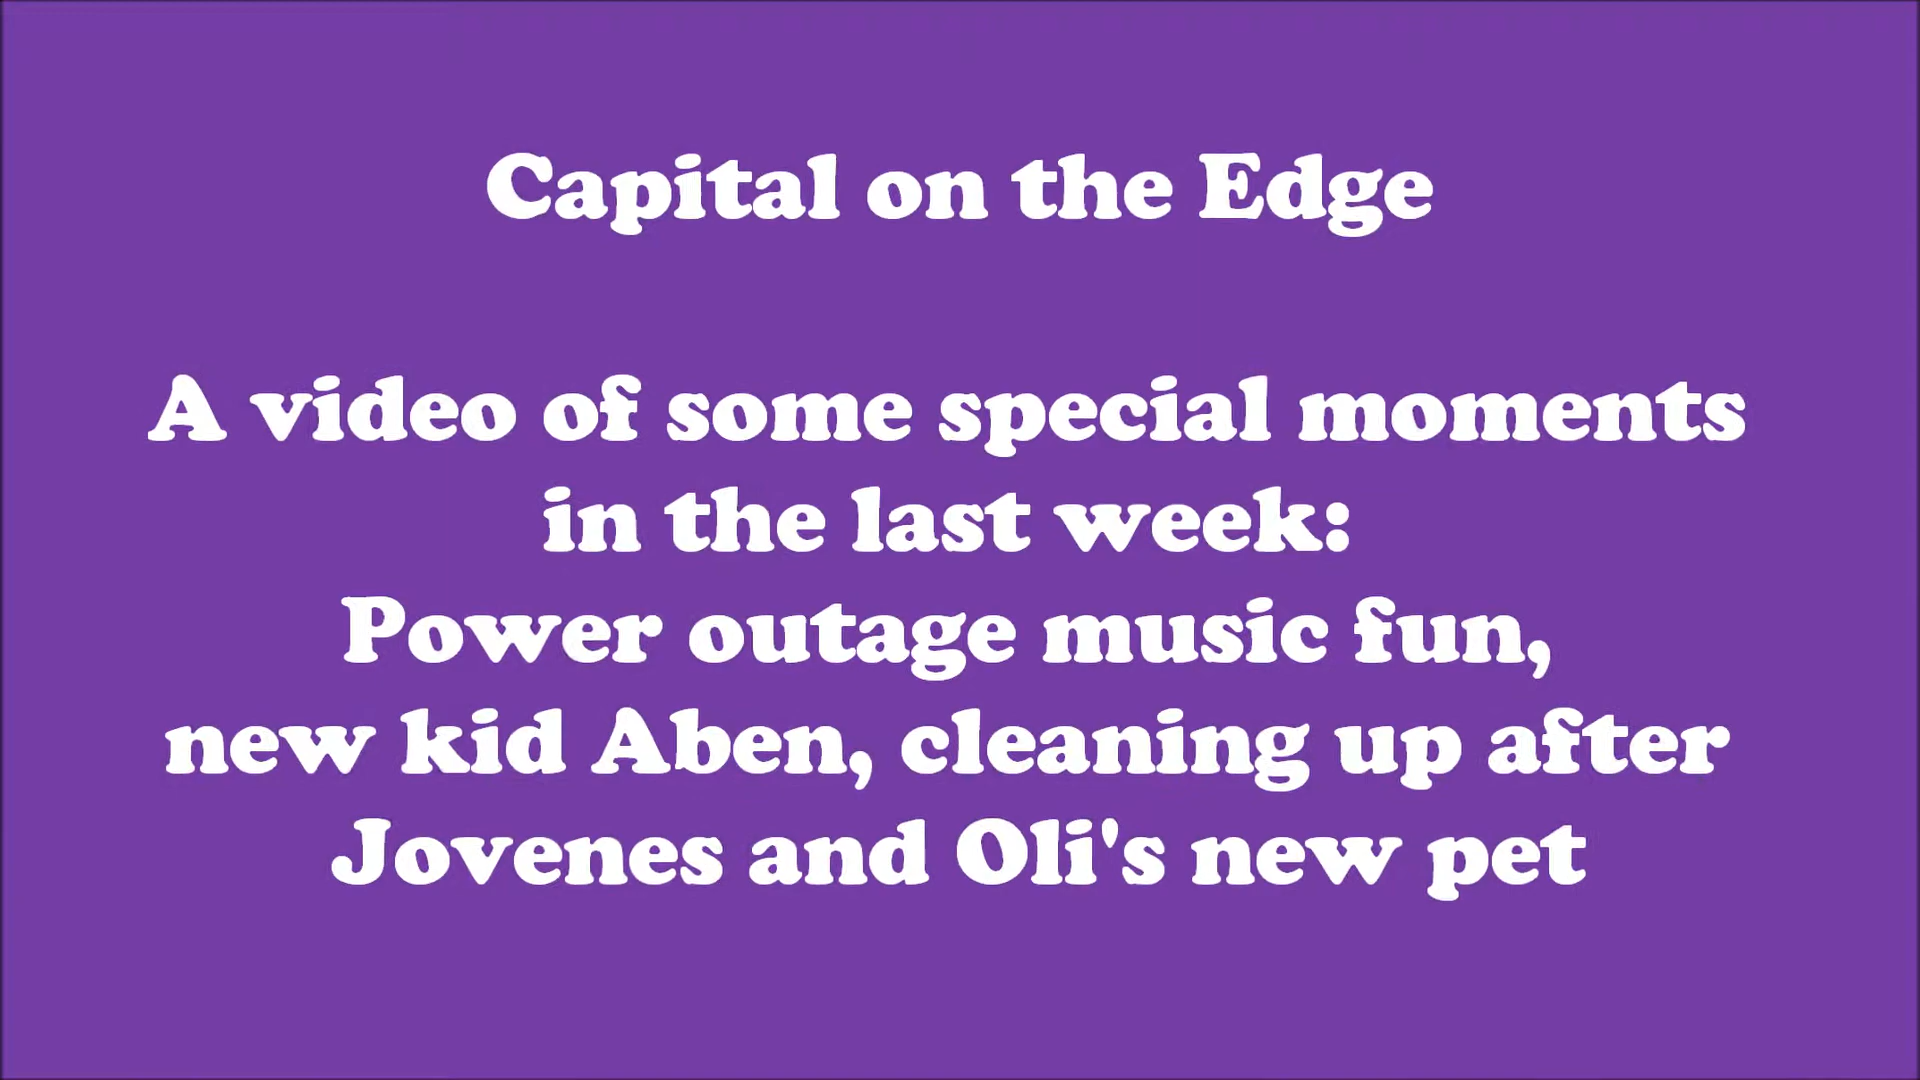 Capital on the Edge
A video of some special moments
in the last week:
Power outage music fun,
new kid Aben, cleaning up after
Jovenes and Oli's new pet